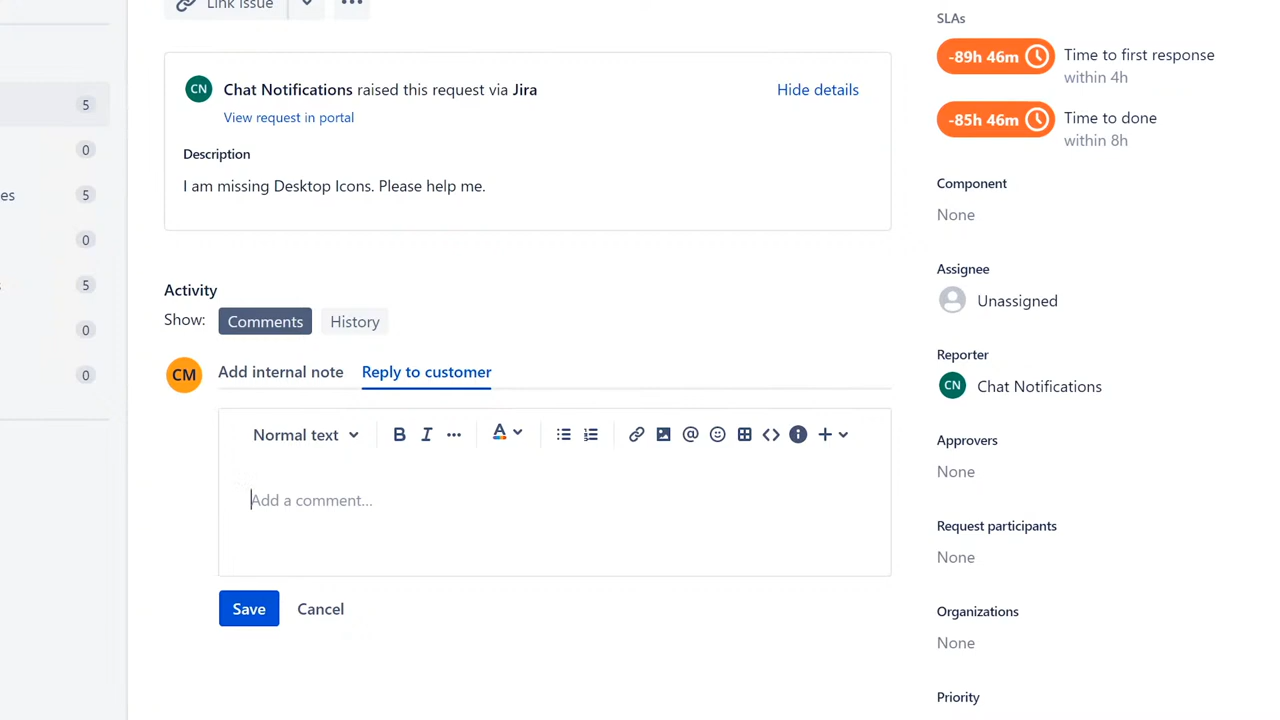 Link Issue
5
0
es 5
0
s 5
0
0
CN Chat Notifications raised this request via Jira Hide details
View request in portal
Description
I am missing Desktop Icons. Please help me.
Activity
Show: Comments History
CM Add internal note Reply to customer
Normal text B I A @
Add a comment...
Save Cancel
SLAs
-89h 46m Time to first response
within 4h
-85h 46m Time to done
within 8h
Component
None
Assignee
Unassigned
Reporter
CN Chat Notifications
Approvers
None
Request participants
None
Organizations
None
Priority